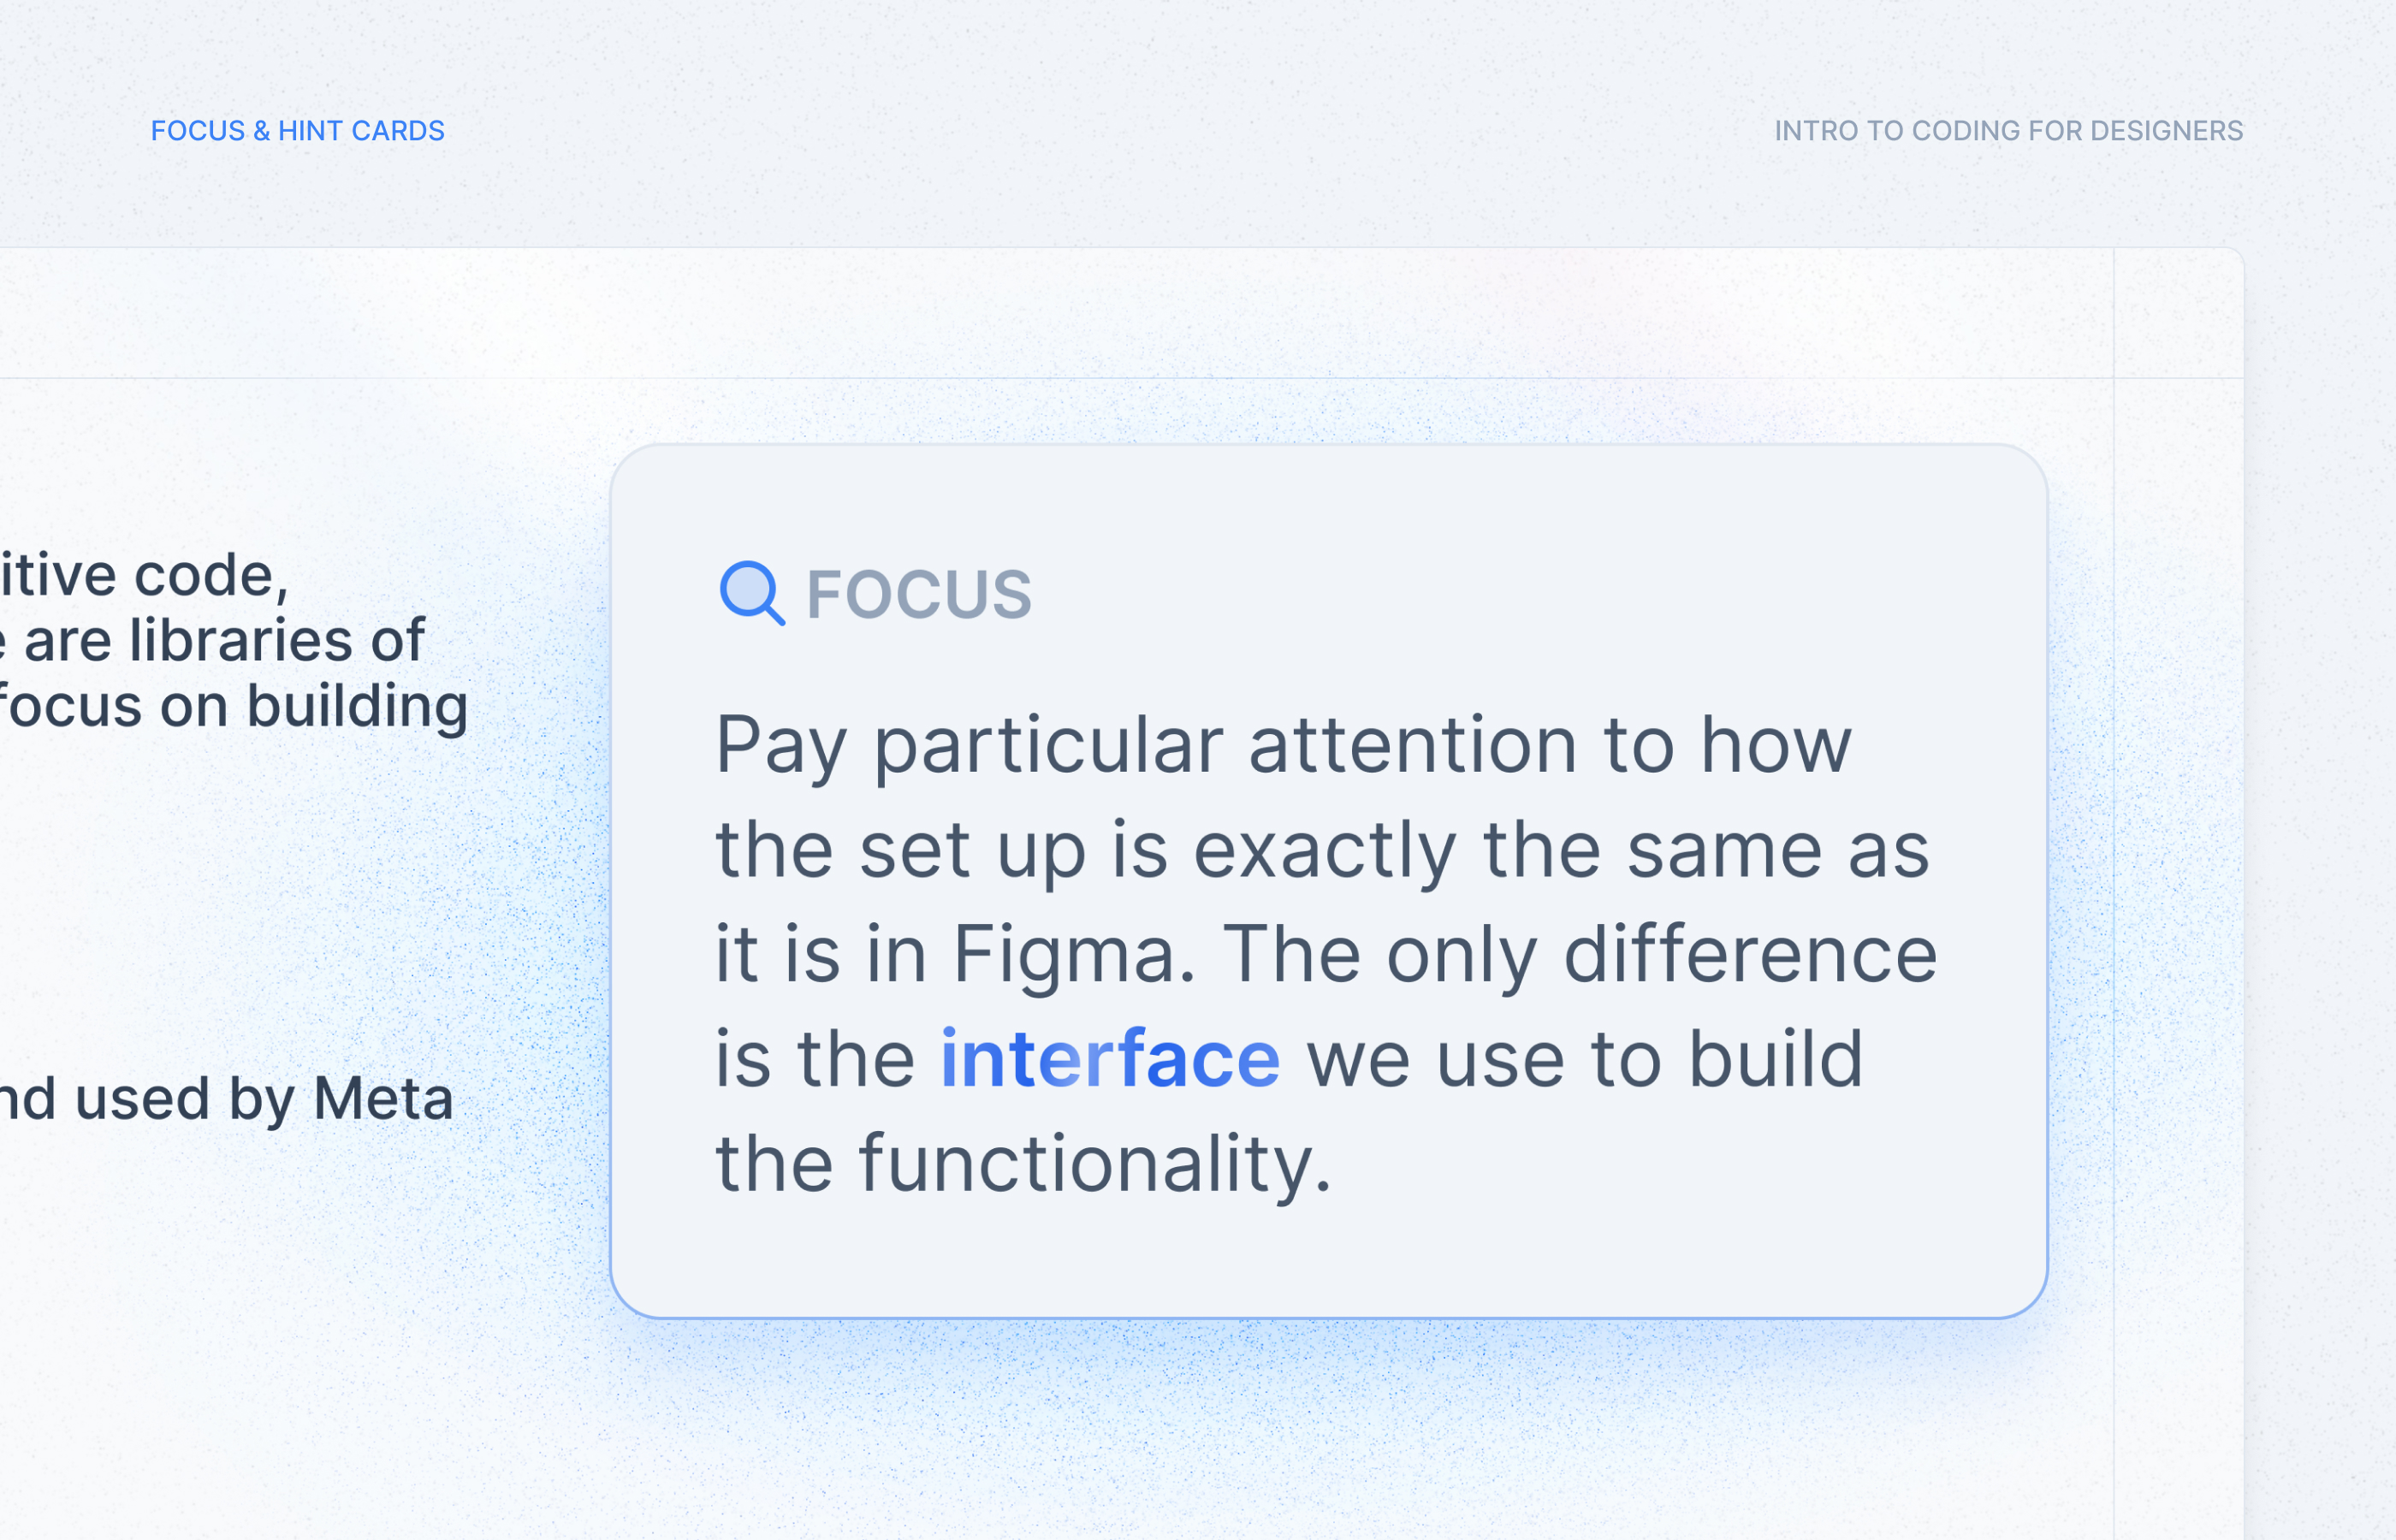 FOCUS & HINT CARDS
INTRO TO CODING FOR DESIGNERS
code,
are libraries of
focus on building
used by Meta
FOCUS
Pay particular attention to how
the set up is exactly the same as
it is in Figma. The only difference
is the interface we use to build
the functionality.